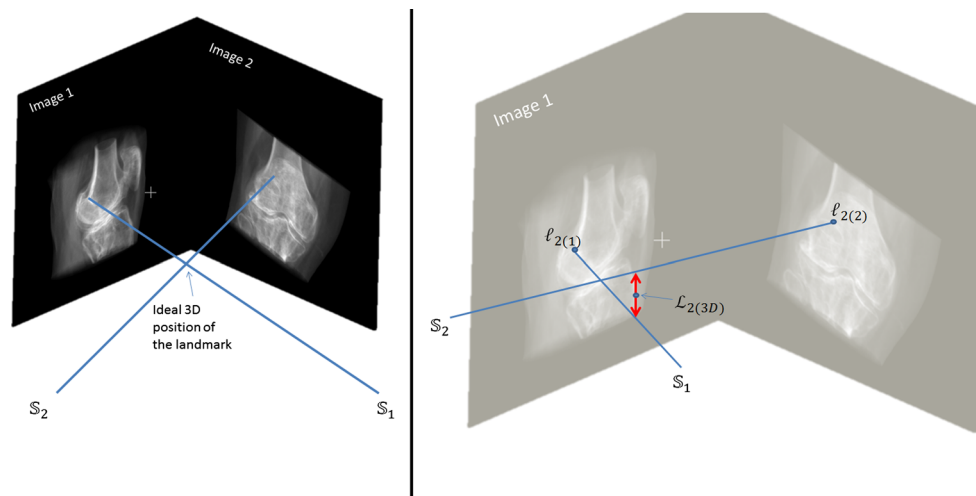 Image 1
Image 2
Ideal 3D
position of
the landmark
𝕊₂
𝕊₁
Image 1
ℓ₂₍₁₎
ℓ₂₍₂₎
𝕊₂
ℒ₂₍₃D₎
𝕊₁